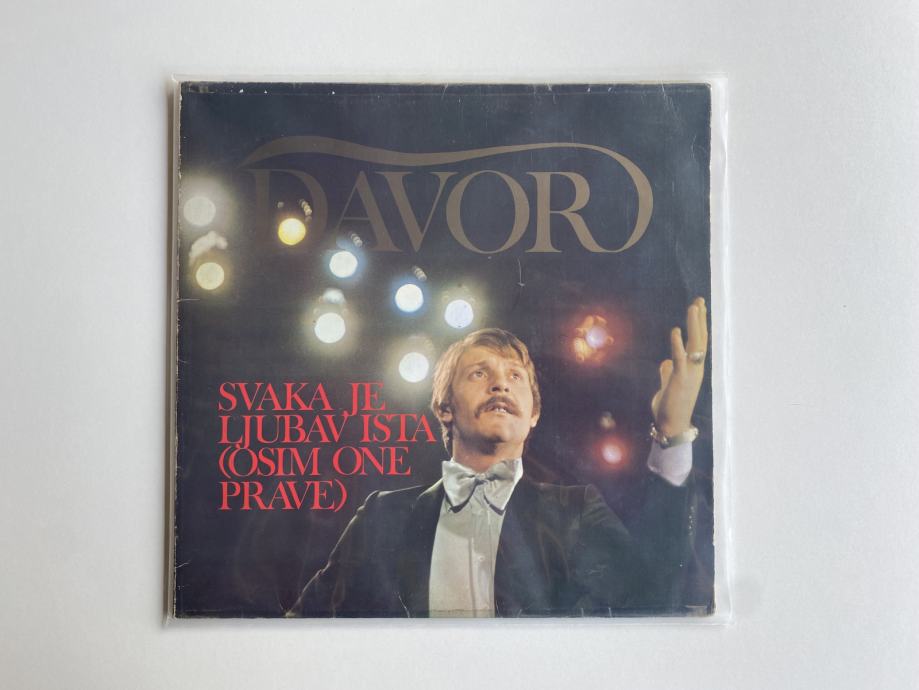 DAVOR
SVAKA JE
LJUBAV ISTA
(OSIM ONE
PRAVE)